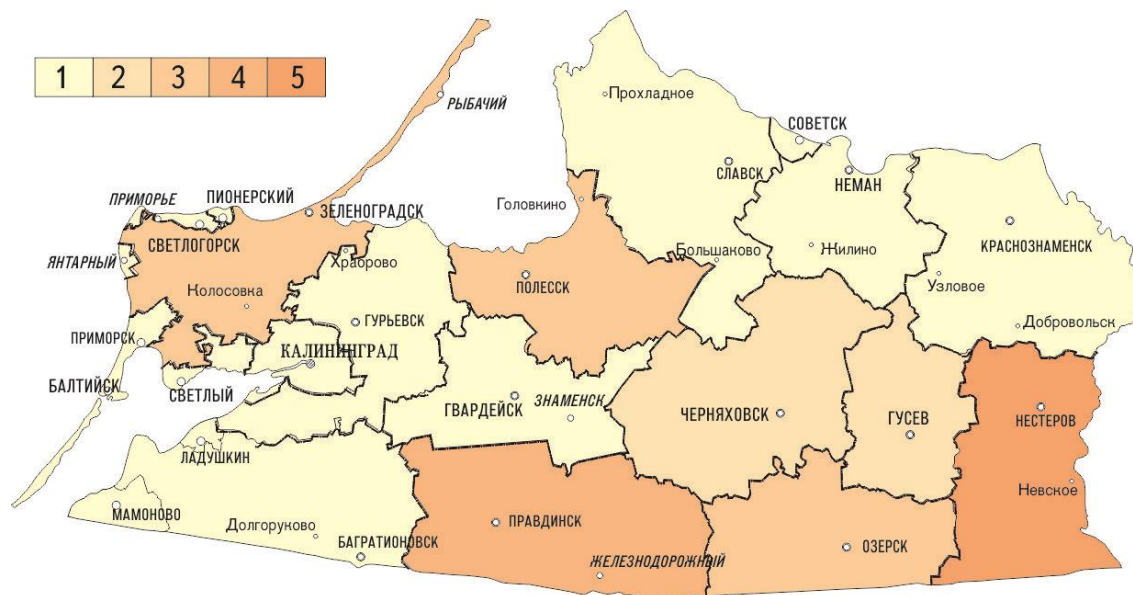 1 2 3 4 5
РЫБАЧИЙ
Прохладное
СОВЕТСК
СЛАВСК
НЕМАН
ПРИМОРЬЕ
ПИОНЕРСКИЙ
ЗЕЛЕНОГРАДСК
Головкино
СВЕТЛОГОРСК
КРАСНОЗНАМЕНСК
ЯНТАРНЫЙ
Храброво
Большаково
Жилино
Колосовка
ПОЛЕССК
Узловое
ПРИМОРСК
ГУРЬЕВСК
Добровольск
КАЛИНИНГРАД
БАЛТИЙСК
СВЕТЛЫЙ
ГВАРДЕЙСК
ЗНАМЕНСК
ЧЕРНЯХОВСК
ГУСЕВ
НЕСТЕРОВ
ЛАДУШКИН
Невское
МАМОНОВО
Долгоруково
ПРАВДИНСК
БАГРАТИОНОВСК
ОЗЕРСК
ЖЕЛЕЗНОДОРОЖНЫЙ